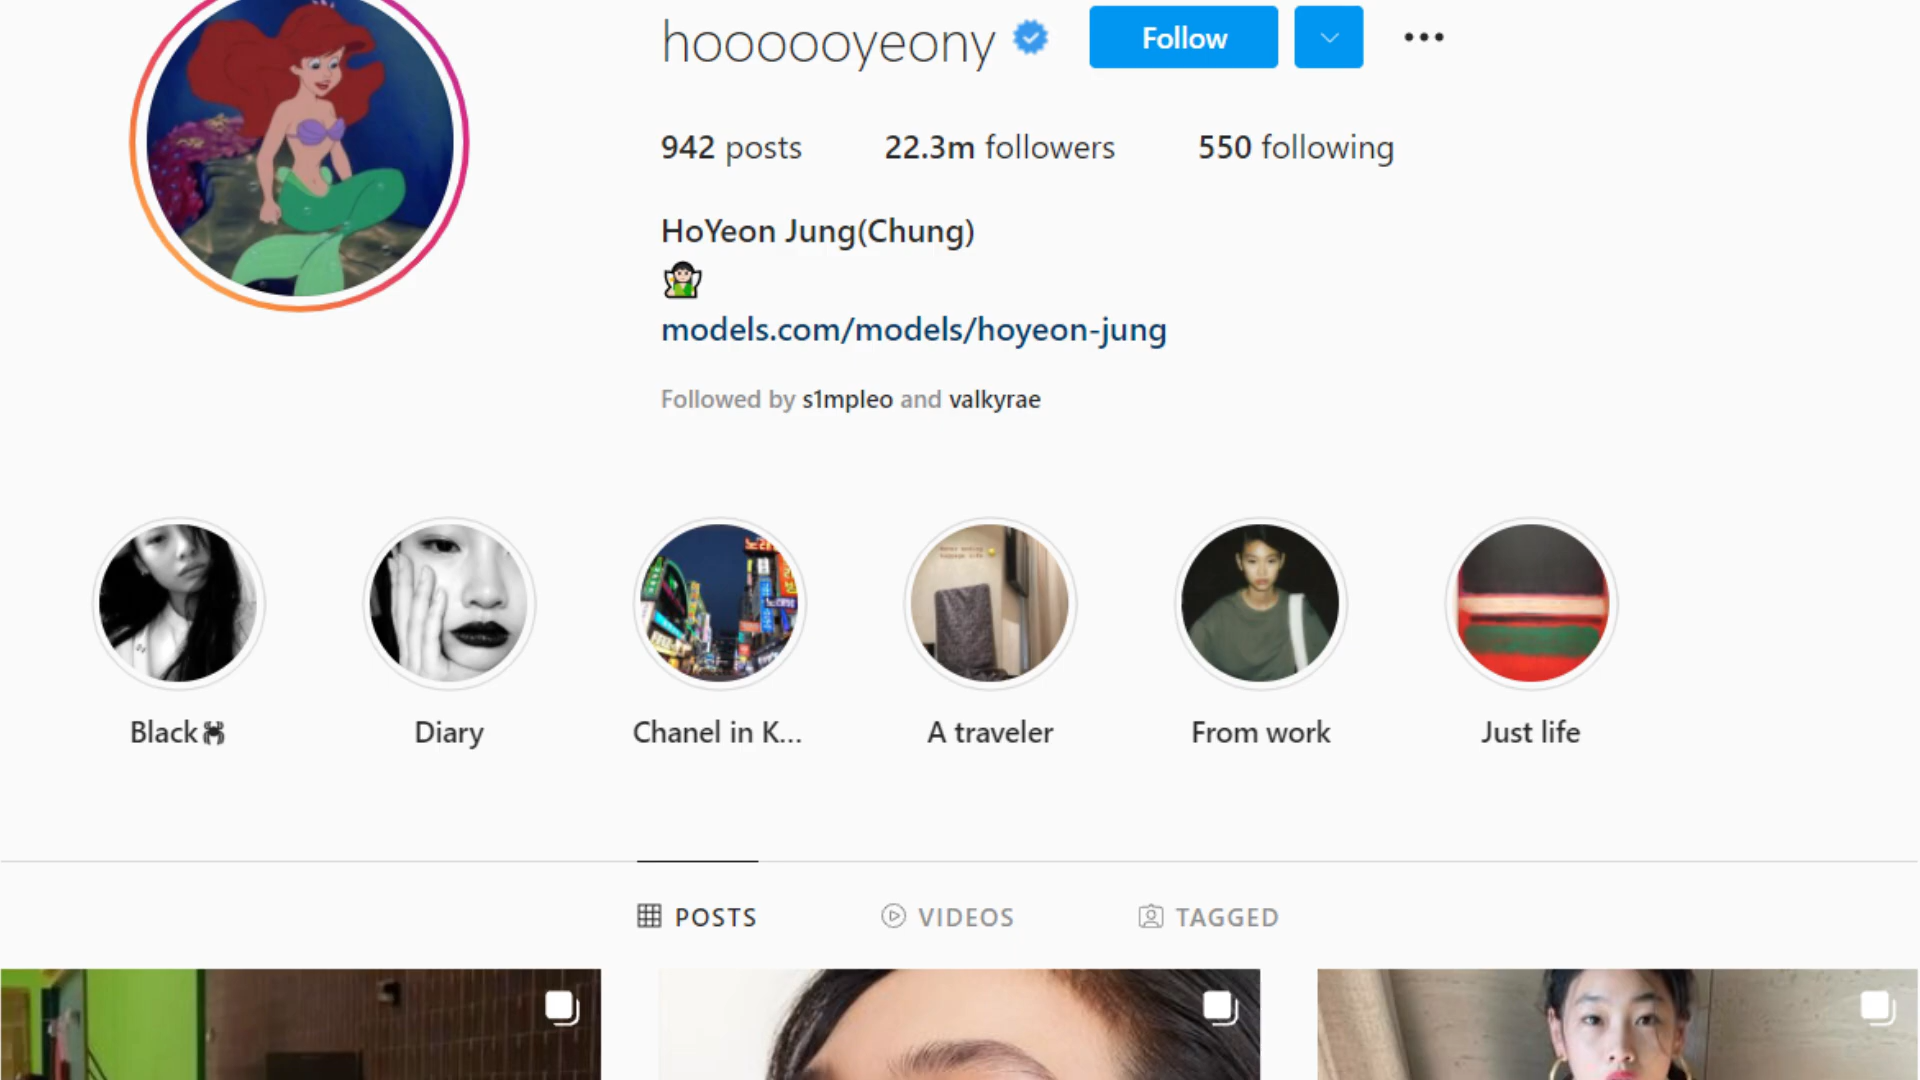 hoooooyeony
Follow
942 posts 22.3m followers 550 following
HoYeon Jung(Chung)
🧚🏻
models.com/models/hoyeon-jung
Followed by s1mpleo and valkyrae
Black🕷 Diary Chanel in K... A traveler From work Just life
POSTS VIDEOS TAGGED